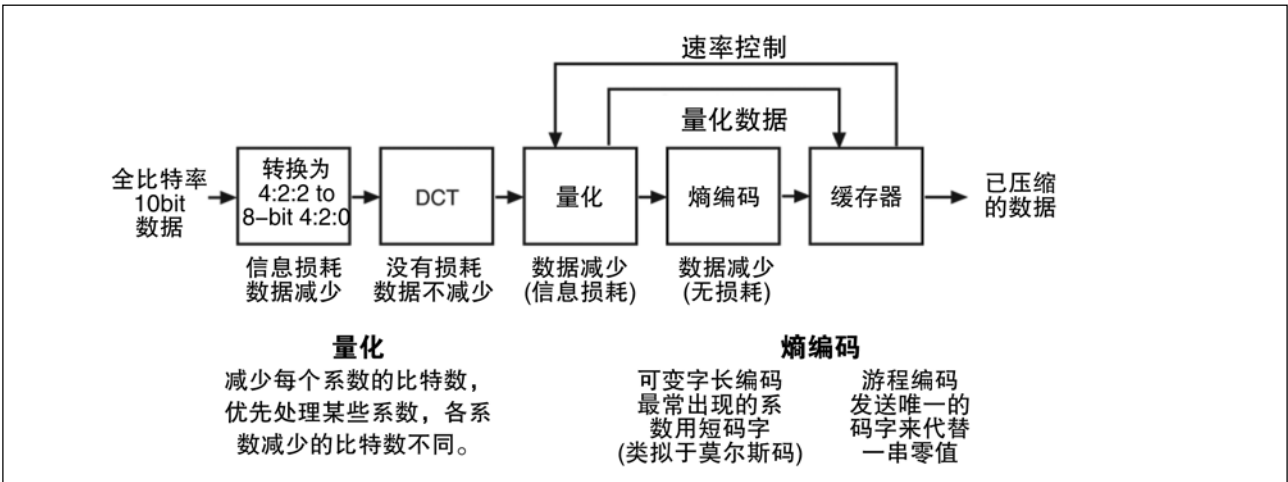 速率控制
量化数据
全比特率
10bit
数据
转换为
4:2:2 to
8-bit 4:2:0
DCT
量化
熵编码
缓存器
已压缩
的数据
信息损耗
数据减少
没有损耗
数据不减少
数据减少
(信息损耗)
数据减少
(无损耗)
量化
减少每个系数的比特数，
优先处理某些系数，各系
数减少的比特数不同。
熵编码
可变字长编码
最常出现的系
数用短码字
(类拟于莫尔斯码)
游程编码
发送唯一的
码字来代替
一串零值